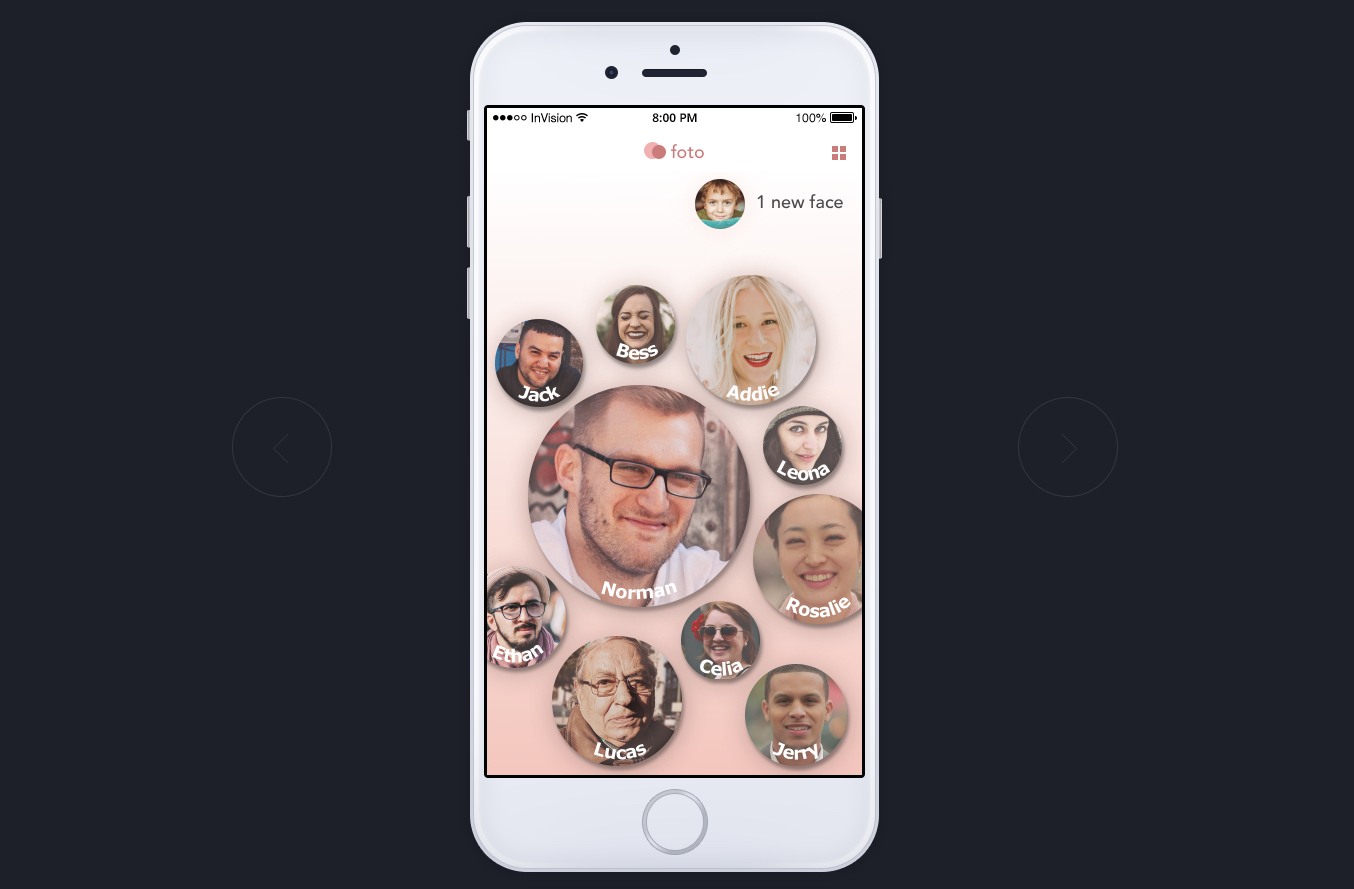 InVision 8:00 PM 100%
foto
1 new face
Bess
Addie
Jack
Leona
Norman
Rosalie
Ethan
Celia
Lucas
Jerry